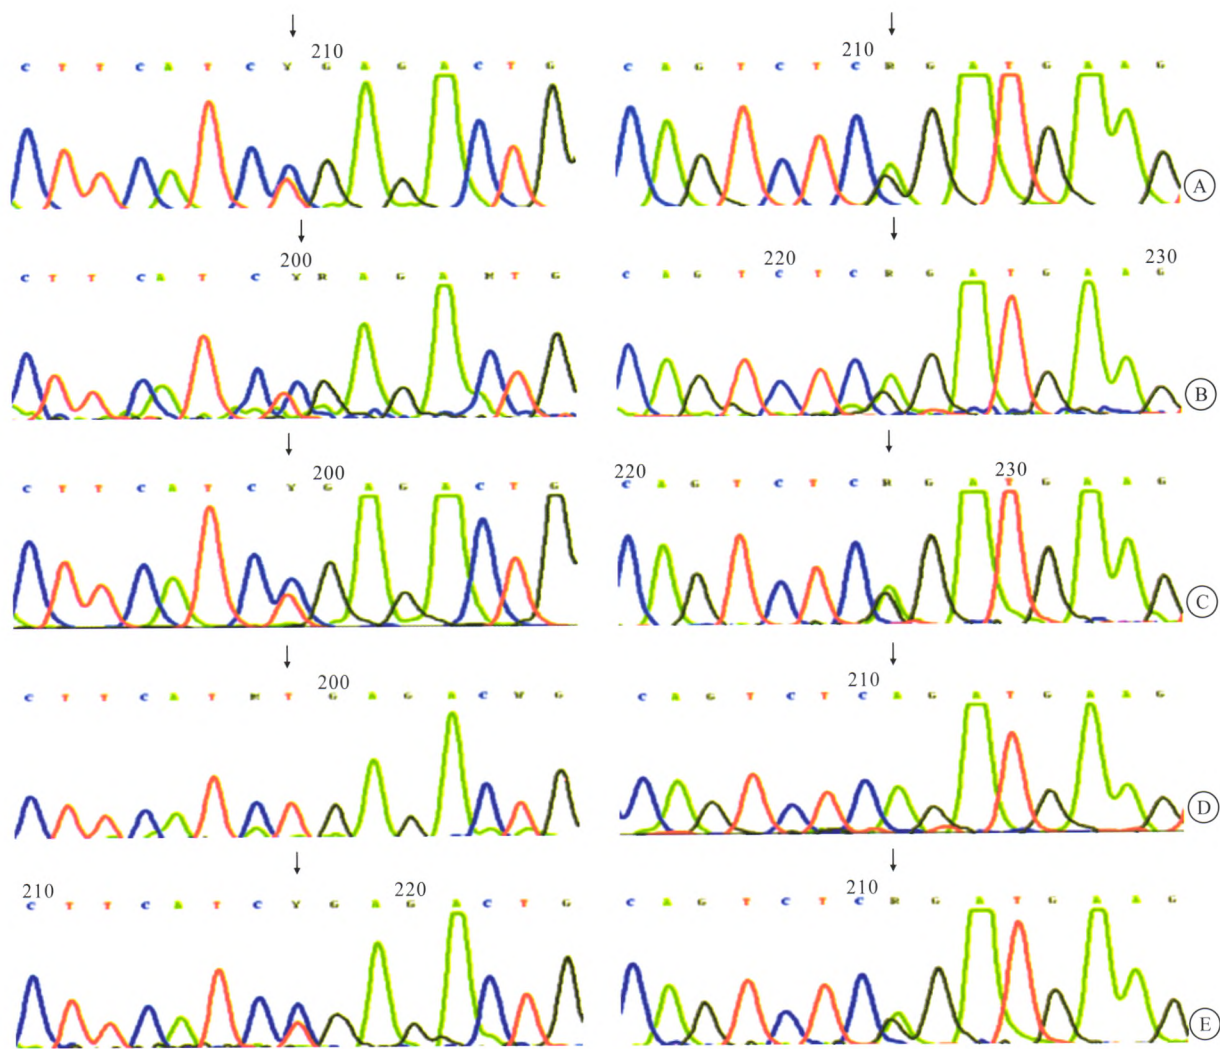 210 210
C T T C A T C Y G A G A C T G C A G T C T C R G A T G A A G
A
200 220 230
C T T C A T C Y R A G A M T G C A G T C T C R G A T G A A G
B
200 220 230
C T T C A T C Y G A G A C T G C A G T C T C R G A T G A A G
C
200 210
C T T C A T M T G A G A C W G C A G T C T C A G A T G A A G
D
210 220 210
C T T C A T C Y G A G A C T G C A G T C T C R G A T G A A G
E